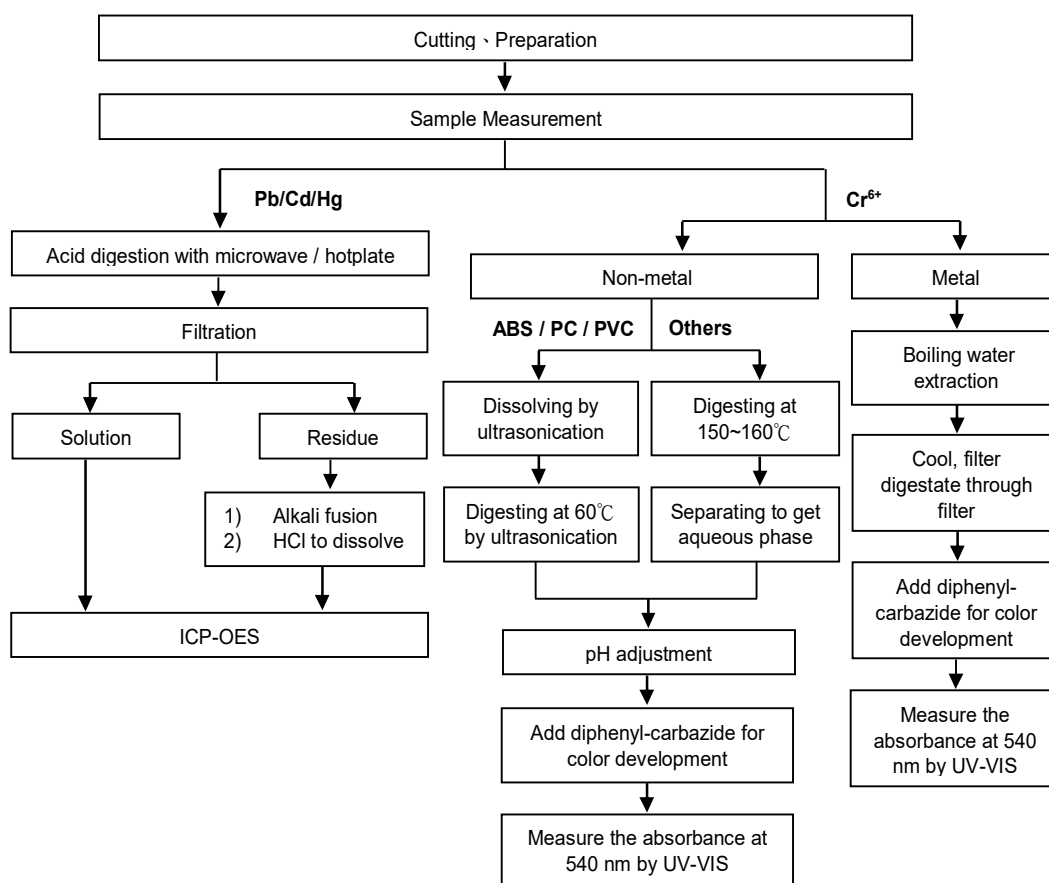 Cutting、Preparation
Sample Measurement
Pb/Cd/Hg
Cr⁶⁺
Acid digestion with microwave / hotplate
Filtration
Solution
Residue
1) Alkali fusion
2) HCl to dissolve
ICP-OES
Non-metal
ABS / PC / PVC
Others
Dissolving by
ultrasonication
Digesting at
150~160℃
Digesting at 60℃
by ultrasonication
Separating to get
aqueous phase
pH adjustment
Add diphenyl-carbazide for
color development
Measure the absorbance at
540 nm by UV-VIS
Metal
Boiling water
extraction
Cool, filter
digestate through
filter
Add diphenyl-
carbazide for color
development
Measure the
absorbance at 540
nm by UV-VIS